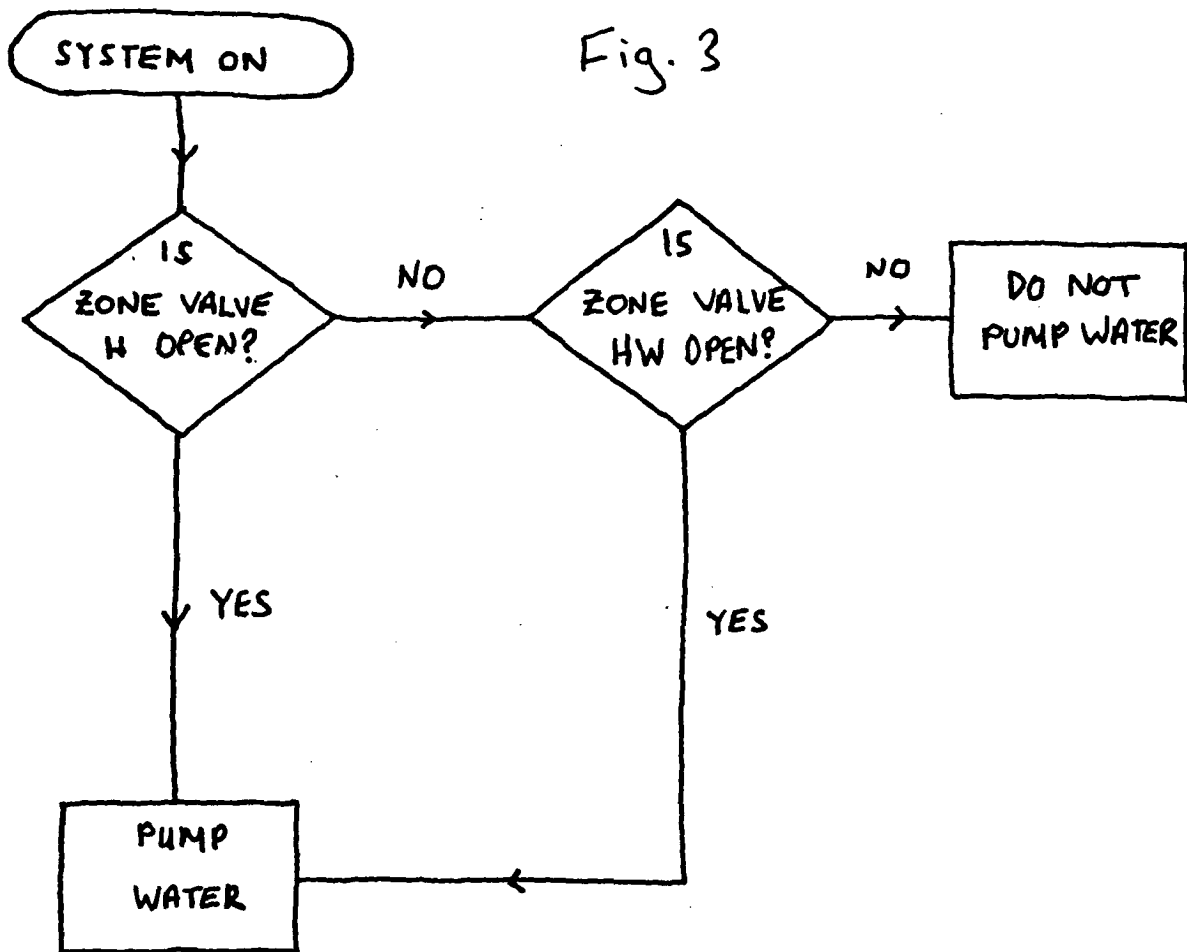 SYSTEM ON
Fig. 3
IS
ZONE VALVE
H OPEN?
NO
IS
ZONE VALVE
HW OPEN?
NO
DO NOT
PUMP WATER
YES
YES
PUMP
WATER